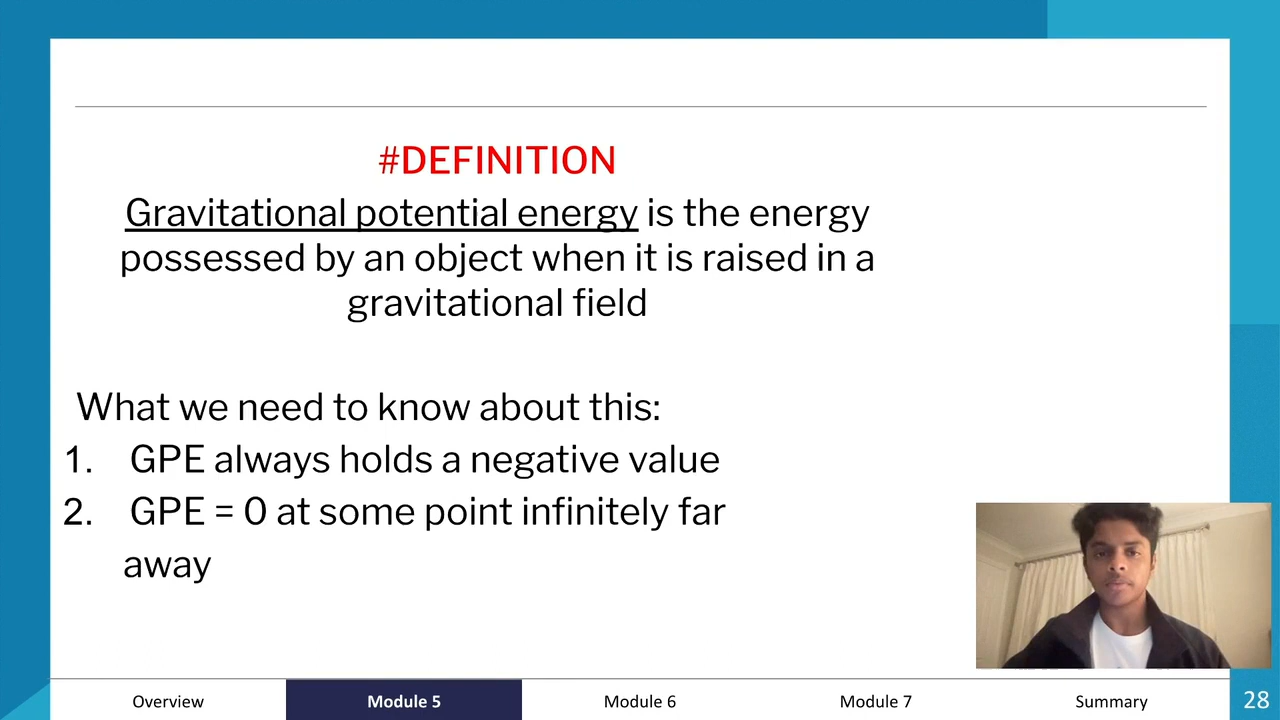 #DEFINITION
Gravitational potential energy is the energy
possessed by an object when it is raised in a
gravitational field
What we need to know about this:
1. GPE always holds a negative value
2. GPE = 0 at some point infinitely far
away
Overview Module 5 Module 6 Module 7 Summary 28